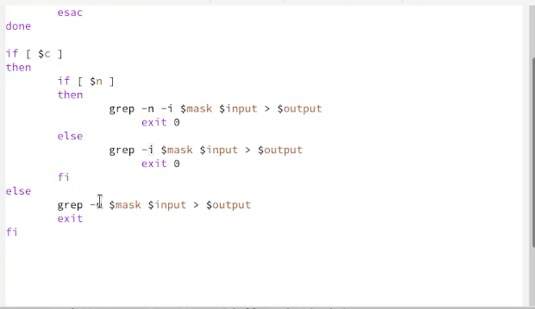 esac
done
if [ $c ]
then
if [ $n ]
then
grep -n -i $mask $input > $output
exit 0
else
grep -i $mask $input > $output
exit 0
fi
else
grep $mask $input > $output
exit
fi